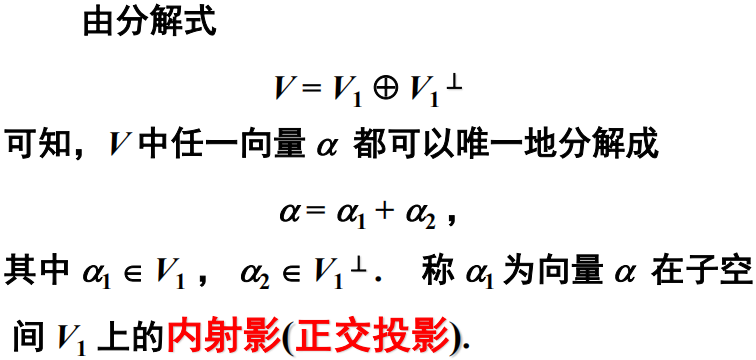 由分解式
V = V₁ ⊕ V₁⊥
可知，V 中任一向量 α 都可以唯一地分解成
α = α₁ + α₂，
其中 α₁ ∈ V₁， α₂ ∈ V₁⊥. 称 α₁ 为向量 α 在子空
间 V₁ 上的内射影(正交投影).